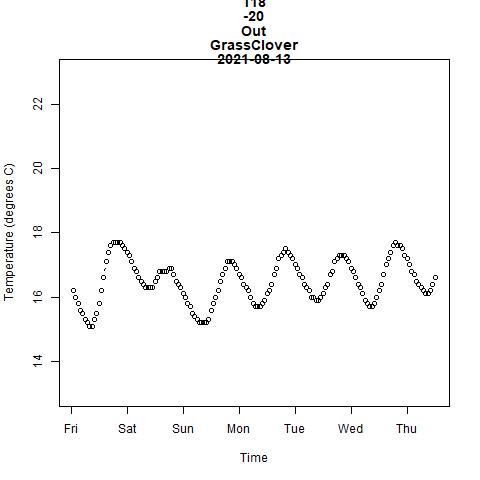 118
-20
Out
GrassClover
2021-08-13
22
20
18
16
14
Temperature (degrees C)
Fri Sat Sun Mon Tue Wed Thu
Time